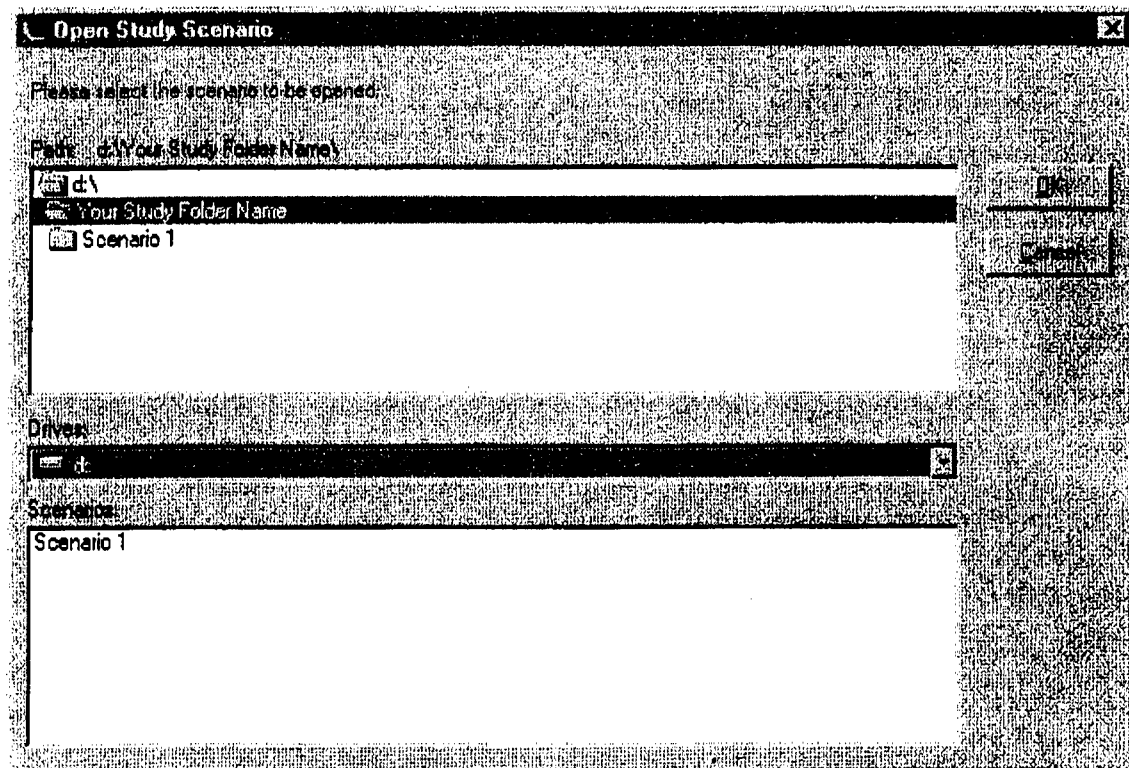 Open Study Scenario
Please select the scenario to be opened.
Path: d:\Your Study Folder Name\
d:\
Your Study Folder Name
Scenario 1
OK
Cancel
Drives:
d:
Scenarios:
Scenario 1